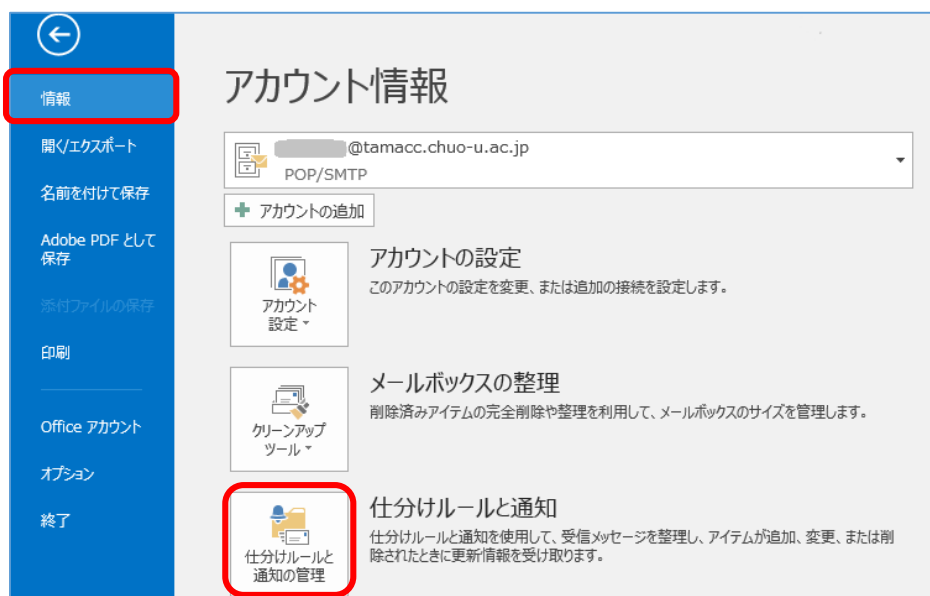 情報
開く/エクスポート
名前を付けて保存
Adobe PDF として
保存
添付ファイルの保存
印刷
Office アカウント
オプション
終了
アカウント情報
@tamacc.chuo-u.ac.jp
POP/SMTP
アカウントの追加
アカウント
設定
アカウントの設定
このアカウントの設定を変更、または追加の接続を設定します。
クリーンアップ
ツール
メールボックスの整理
削除済みアイテムの完全削除や整理を利用して、メールボックスのサイズを管理します。
仕分けルールと
通知の管理
仕分けルールと通知
仕分けルールと通知を使用して、受信メッセージを整理し、アイテムが追加、変更、または削
除されたときに更新情報を受け取ります。